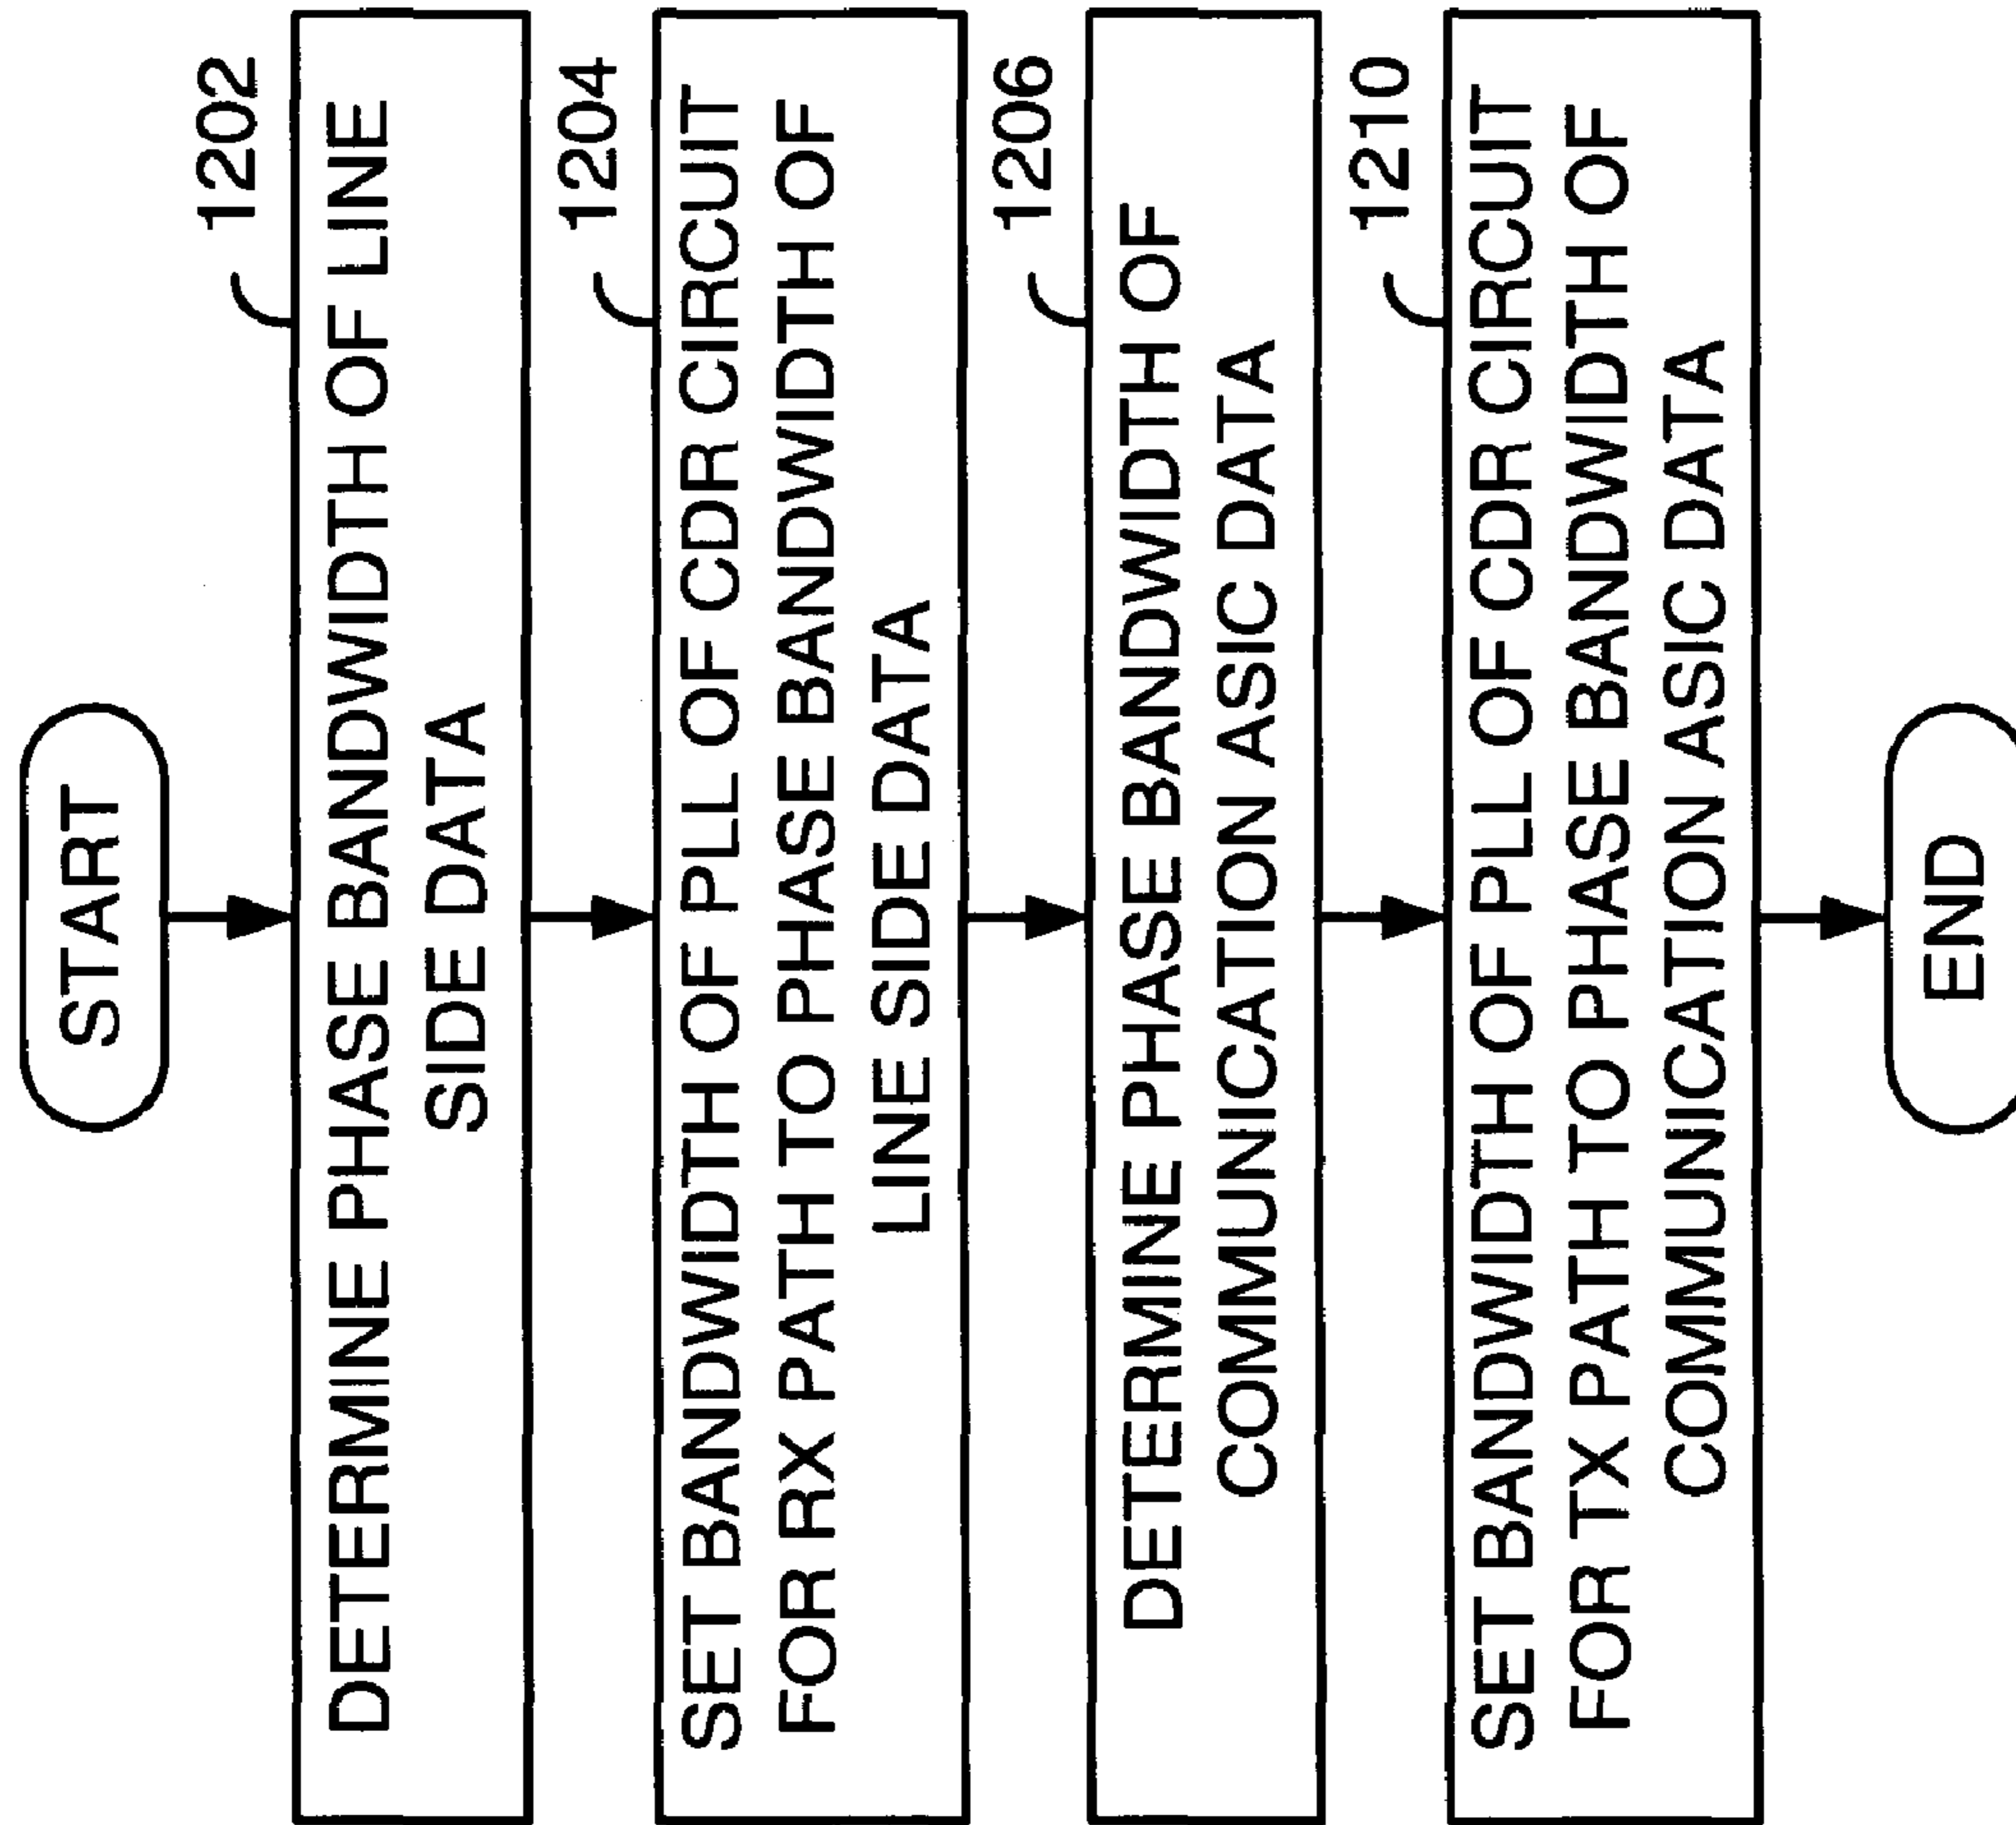 START
1202
DETERMINE PHASE BANDWIDTH OF LINE
SIDE DATA
1204
SET BANDWIDTH OF PLL OF CDR CIRCUIT
FOR RX PATH TO PHASE BANDWIDTH OF
LINE SIDE DATA
1206
DETERMINE PHASE BANDWIDTH OF
COMMUNICATION ASIC DATA
1210
SET BANDWIDTH OF PLL OF CDR CIRCUIT
FOR TX PATH TO PHASE BANDWIDTH OF
COMMUNICATION ASIC DATA
END